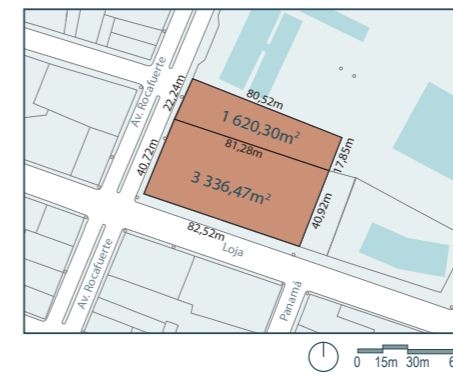 Av. Rocafuerte
22,24m
80,52m
1 620,30m²
17,85m
81,28m
40,72m
3 336,47m²
40,92m
82,52m
Loja
Av. Rocafuerte
Panamá
0 15m 30m